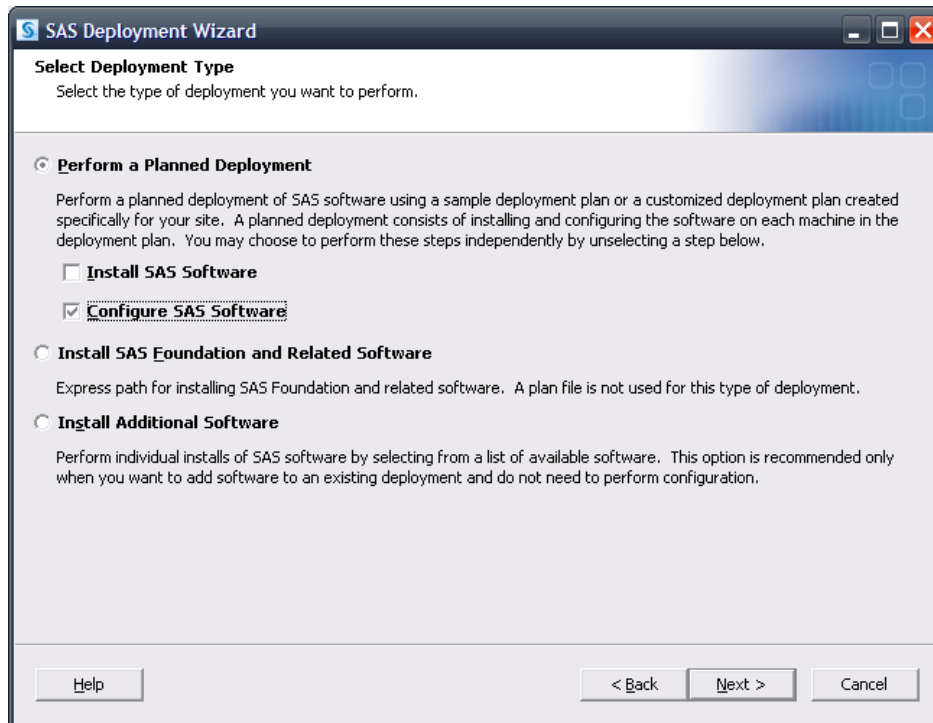 SAS Deployment Wizard
Select Deployment Type
Select the type of deployment you want to perform.
Perform a Planned Deployment
Perform a planned deployment of SAS software using a sample deployment plan or a customized deployment plan created
specifically for your site. A planned deployment consists of installing and configuring the software on each machine in the
deployment plan. You may choose to perform these steps independently by unselecting a step below.
Install SAS Software
Configure SAS Software
Install SAS Foundation and Related Software
Express path for installing SAS Foundation and related software. A plan file is not used for this type of deployment.
Install Additional Software
Perform individual installs of SAS software by selecting from a list of available software. This option is recommended only
when you want to add software to an existing deployment and do not need to perform configuration.
Help
< Back
Next >
Cancel